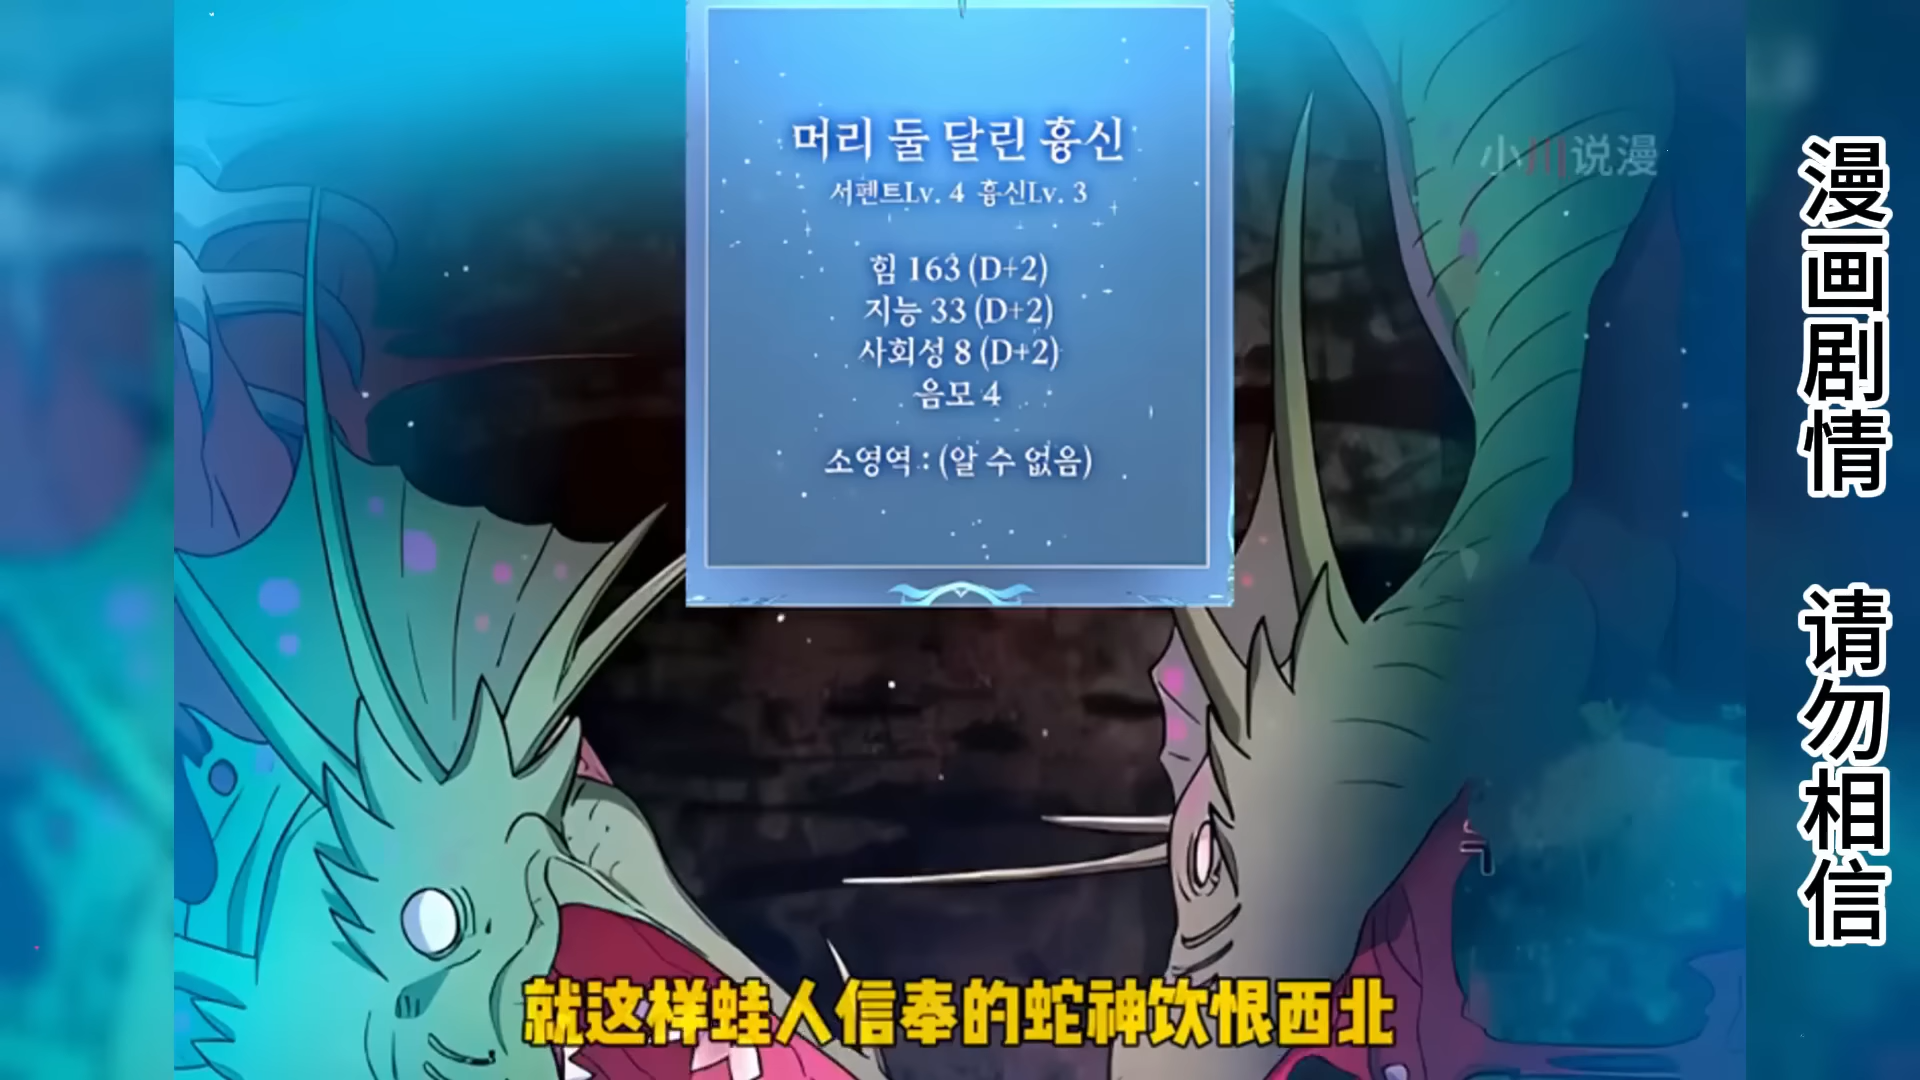 머리 둘 달린 흉신
서펜트Lv. 4 흉신Lv. 3
힘 163 (D+2)
지능 33 (D+2)
사회성 8 (D+2)
음모 4
소영역 : (알 수 없음)
小川说漫
漫画剧情 请勿相信
就这样蛙人信奉的蛇神饮恨西北